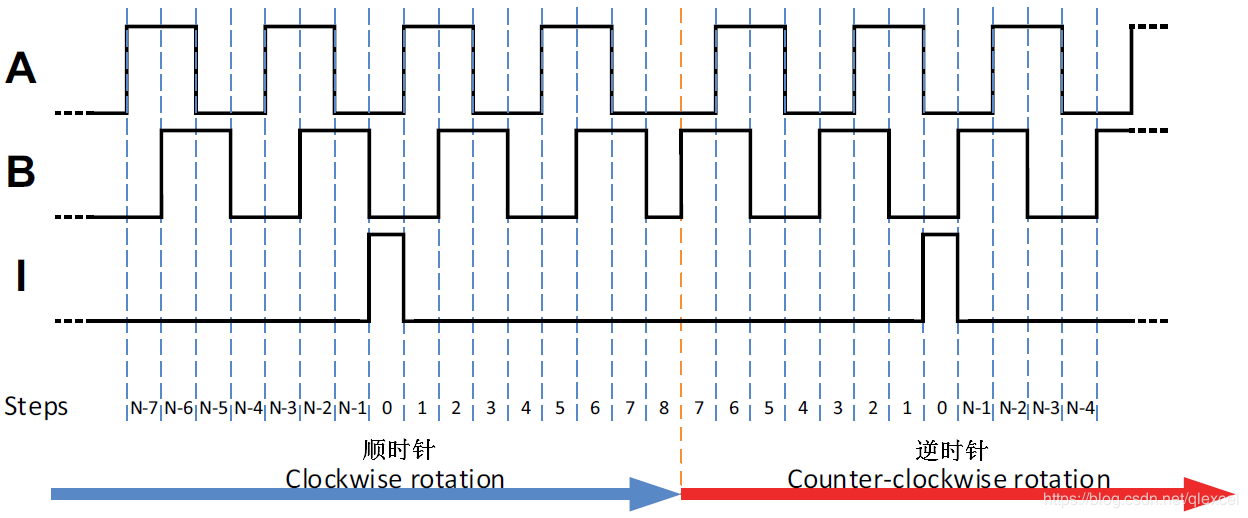 A
B
I
Steps N-7 N-6 N-5 N-4 N-3 N-2 N-1 0 1 2 3 4 5 6 7 8 7 6 5 4 3 2 1 0 N-1 N-2 N-3 N-4
顺时针 逆时针
Clockwise rotation Counter-clockwise rotation
https://blog.csdn.net/qlexcel